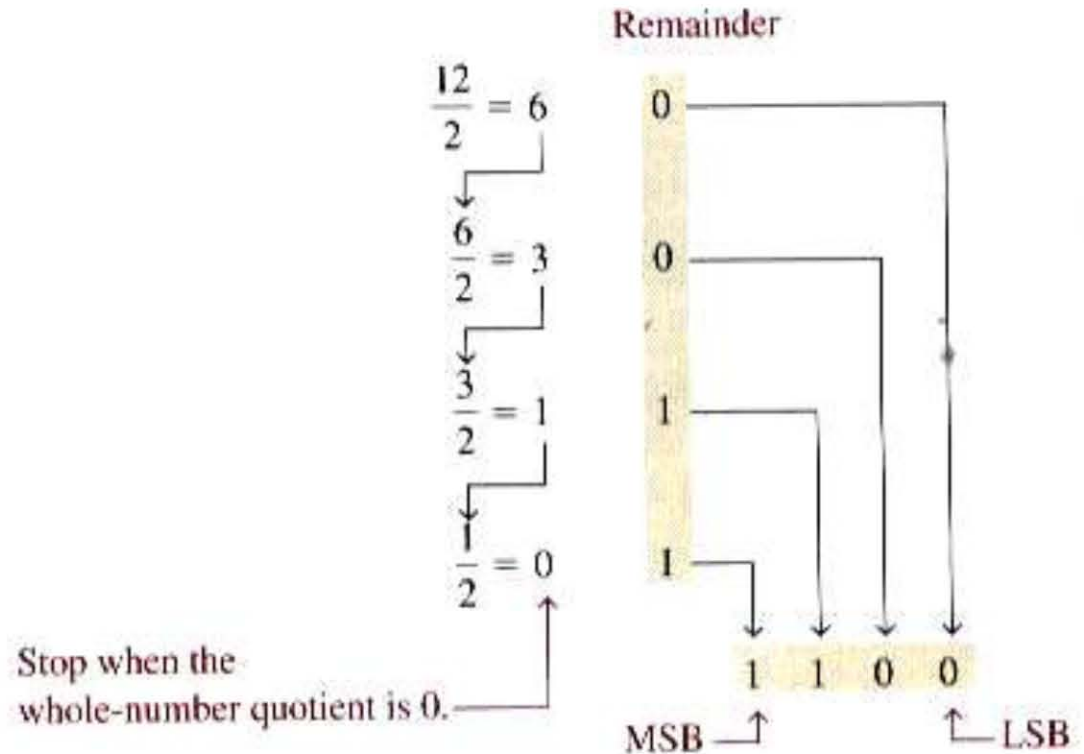 Remainder
12/2 = 6 0
6/2 = 3 0
3/2 = 1 1
1/2 = 0 1
Stop when the
whole-number quotient is 0.
1 1 0 0
MSB LSB